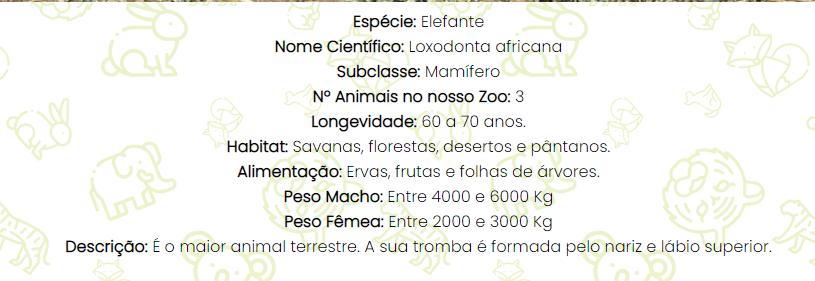 Espécie: Elefante
Nome Científico: Loxodonta africana
Subclasse: Mamífero
Nº Animais no nosso Zoo: 3
Longevidade: 60 a 70 anos.
Habitat: Savanas, florestas, desertos e pântanos.
Alimentação: Ervas, frutas e folhas de árvores.
Peso Macho: Entre 4000 e 6000 Kg
Peso Fêmea: Entre 2000 e 3000 Kg
Descrição: É o maior animal terrestre. A sua tromba é formada pelo nariz e lábio superior.